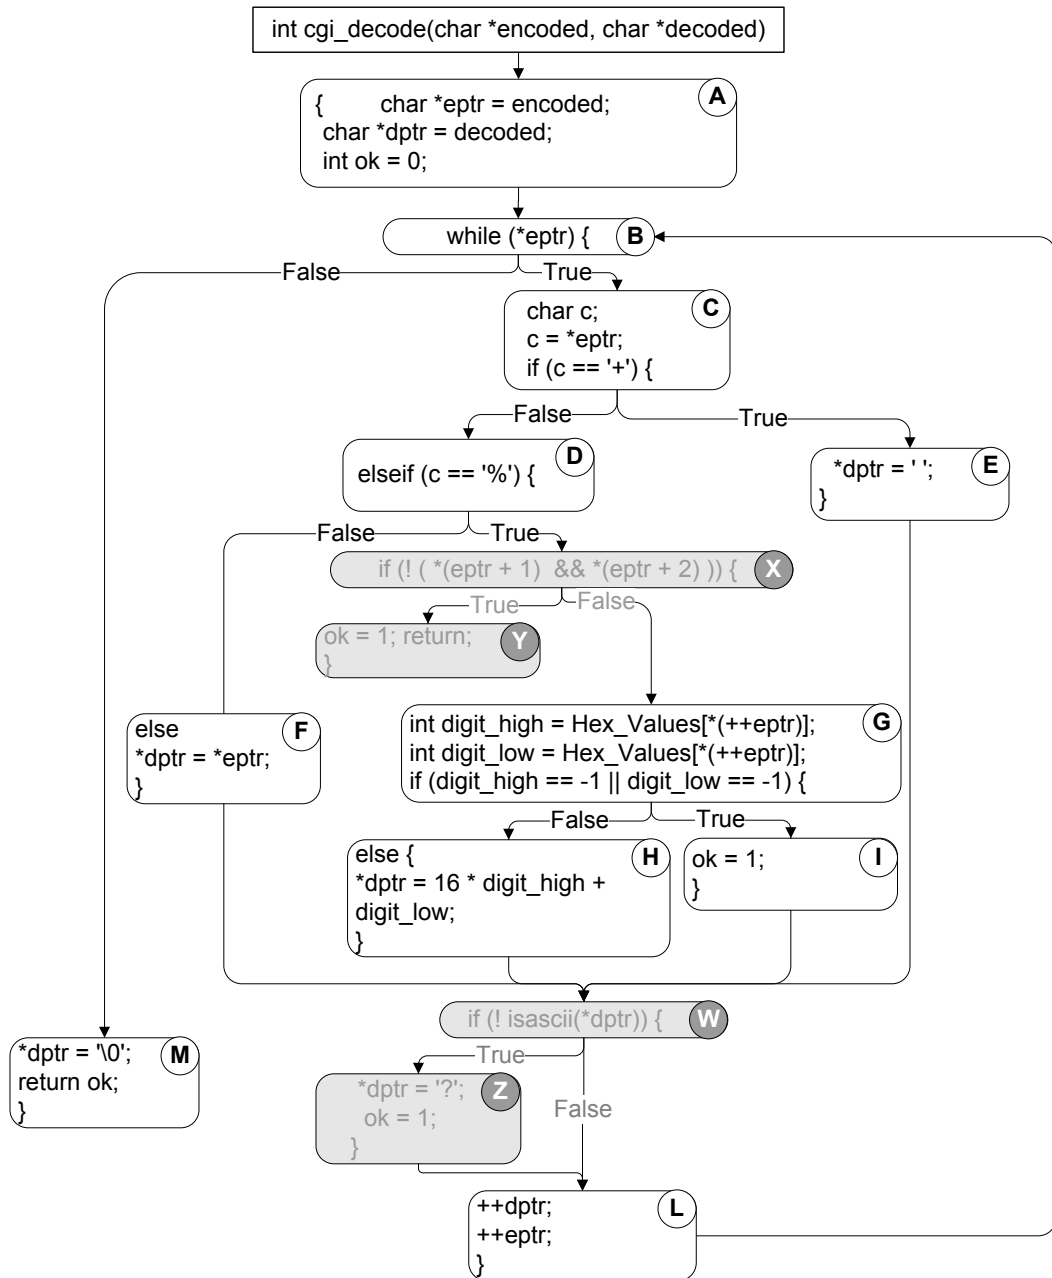 int cgi_decode(char *encoded, char *decoded)
{ char *eptr = encoded;
char *dptr = decoded;
int ok = 0;
A
while (*eptr) {
B
False
True
char c;
c = *eptr;
if (c == '+') {
C
False
True
elseif (c == '%') {
D
*dptr = ' ';
}
E
False
True
if (! ( *(eptr + 1) && *(eptr + 2) )) {
X
True
False
ok = 1; return;
}
Y
else
*dptr = *eptr;
}
F
int digit_high = Hex_Values[*(++eptr)];
int digit_low = Hex_Values[*(++eptr)];
if (digit_high == -1 || digit_low == -1) {
G
False
True
else {
*dptr = 16 * digit_high +
digit_low;
}
H
ok = 1;
}
I
if (! isascii(*dptr)) {
W
True
False
*dptr = '\0';
return ok;
}
M
*dptr = '?';
ok = 1;
}
Z
++dptr;
++eptr;
}
L